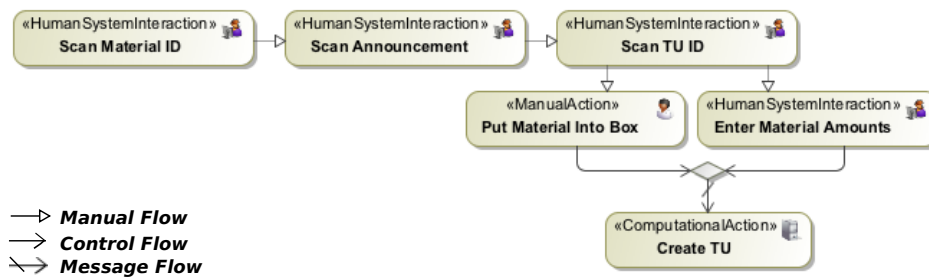 «HumanSystemInteraction»
Scan Material ID
«HumanSystemInteraction»
Scan Announcement
«HumanSystemInteraction»
Scan TU ID
«ManualAction»
Put Material Into Box
«HumanSystemInteraction»
Enter Material Amounts
«ComputationalAction»
Create TU
Manual Flow
Control Flow
Message Flow